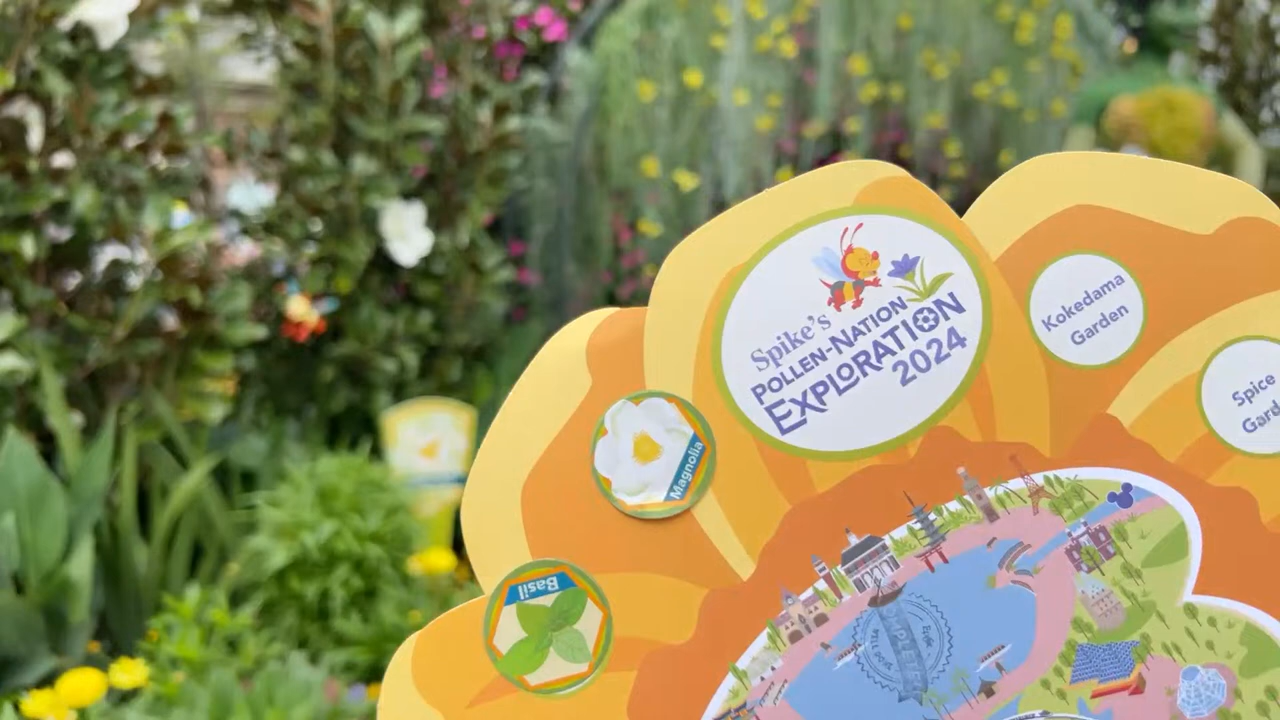 Spike's
POLLEN-NATION
EXPLORATION
2024
Kokedama
Garden
Spice
Magnolia
Basil